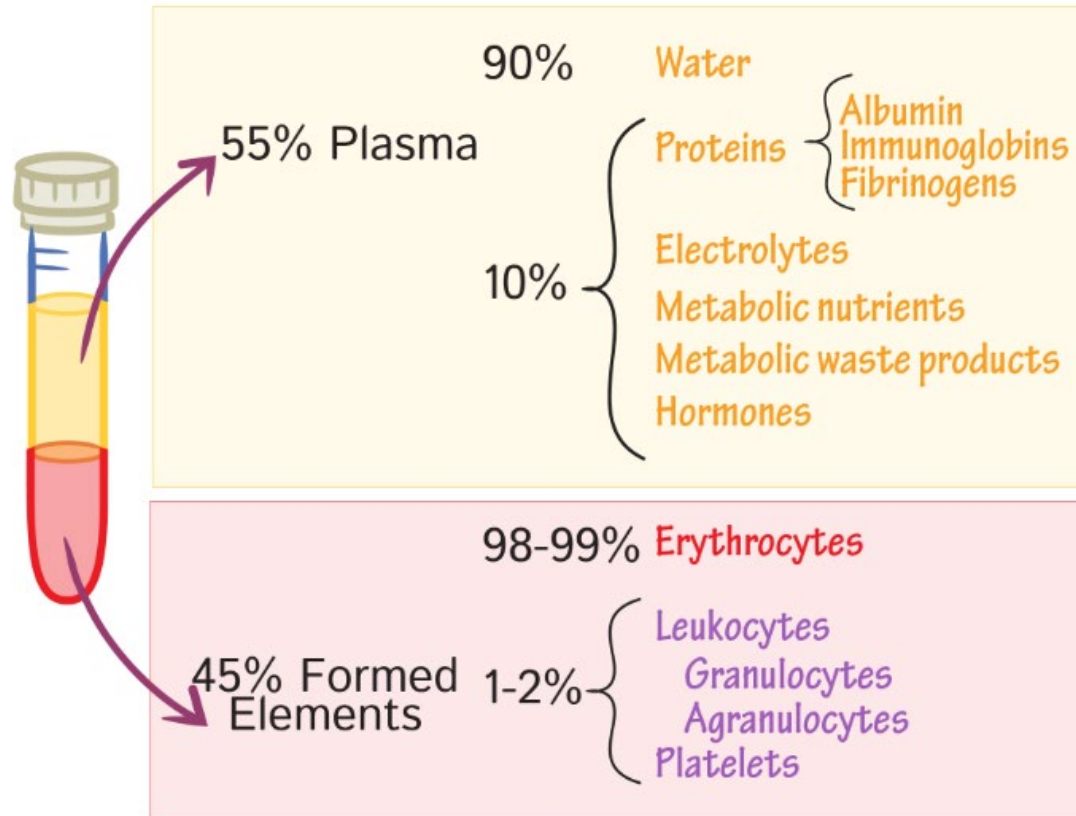 55% Plasma
90% Water
10%
Proteins
Albumin
Immunoglobins
Fibrinogens
Electrolytes
Metabolic nutrients
Metabolic waste products
Hormones
45% Formed
Elements
98-99% Erythrocytes
1-2%
Leukocytes
Granulocytes
Agranulocytes
Platelets